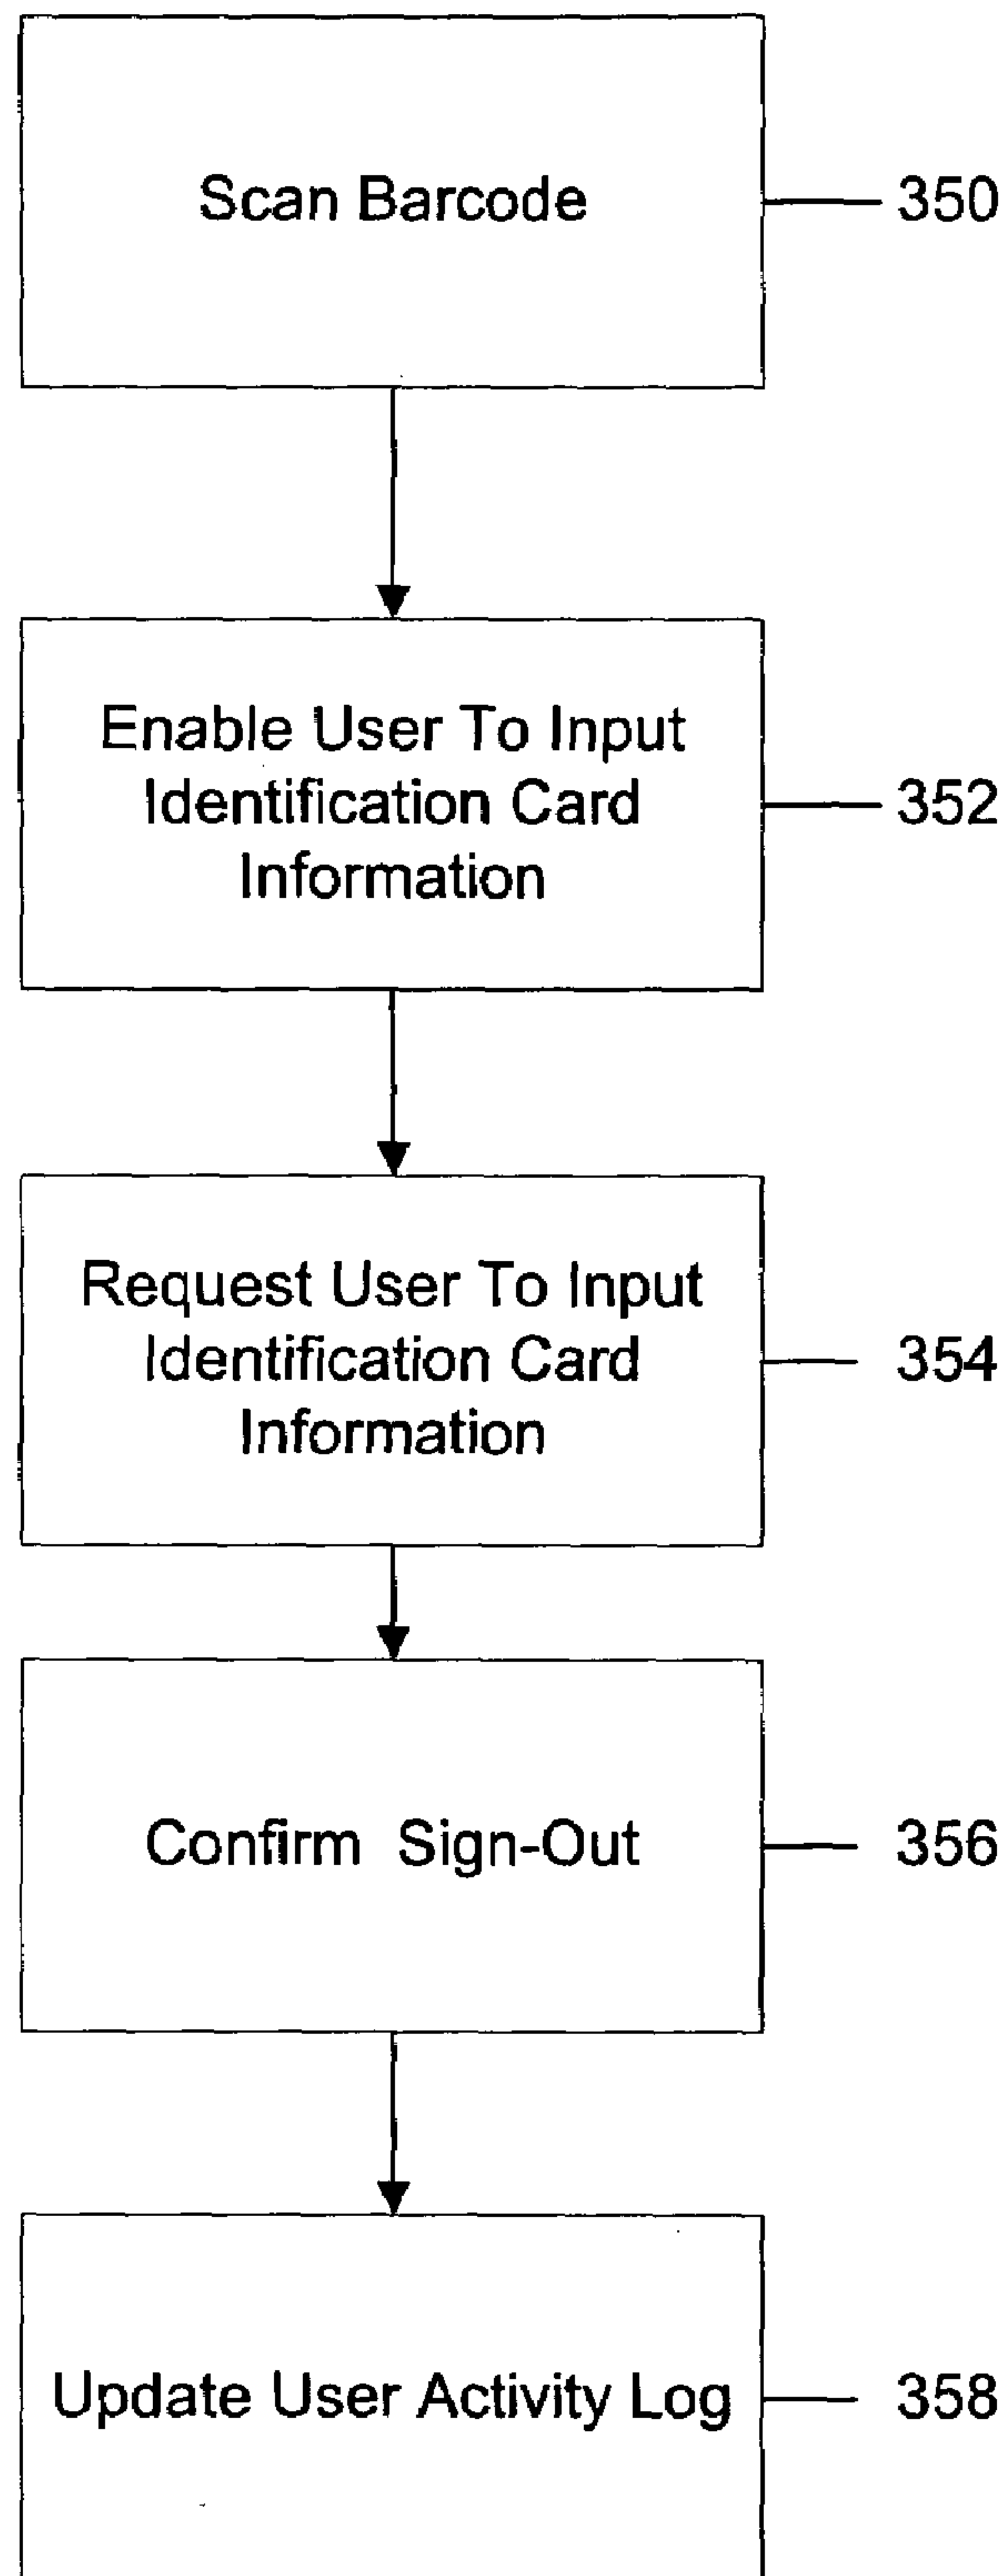 Scan Barcode
350
Enable User To Input
Identification Card
Information
352
Request User To Input
Identification Card
Information
354
Confirm Sign-Out
356
Update User Activity Log
358